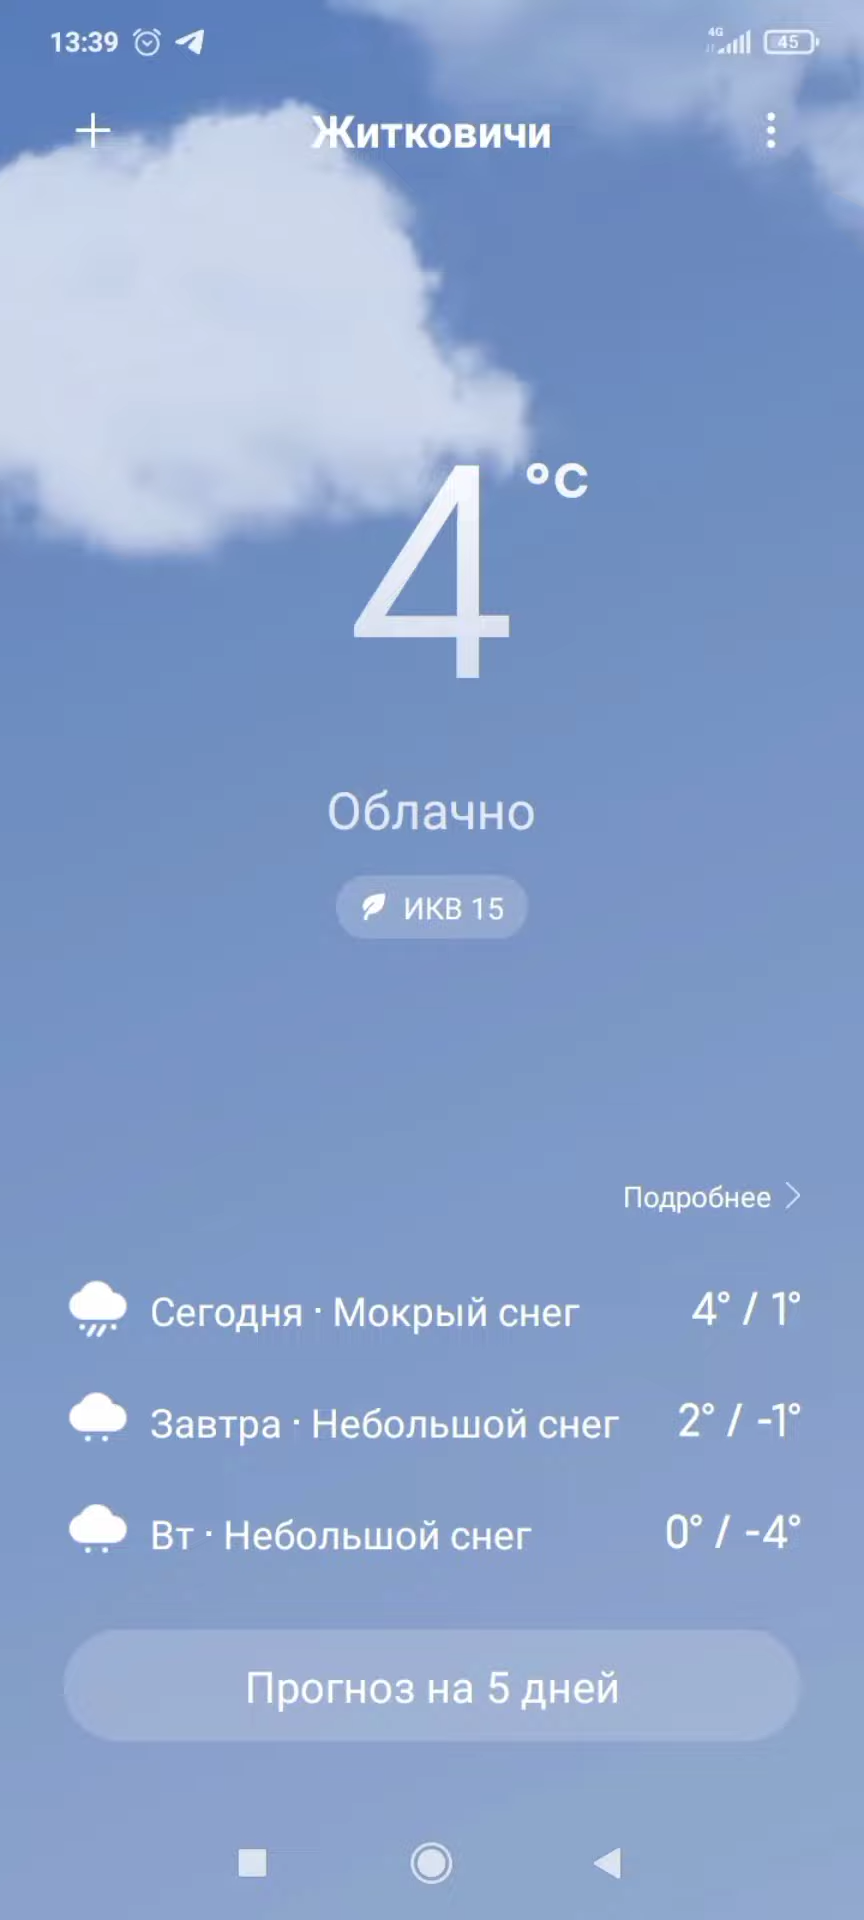 13:39
4G
45
Житковичи
4 °C
Облачно
ИКВ 15
Подробнее
Сегодня · Мокрый снег 4° / 1°
Завтра · Небольшой снег 2° / -1°
Вт · Небольшой снег 0° / -4°
Прогноз на 5 дней